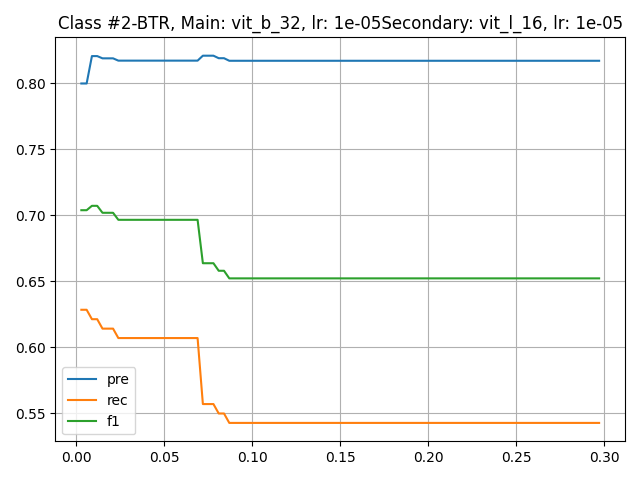 Class #2-BTR, Main: vit_b_32, lr: 1e-05Secondary: vit_l_16, lr: 1e-05
0.80
0.75
0.70
0.65
0.60
0.55
pre
rec
f1
0.00 0.05 0.10 0.15 0.20 0.25 0.30